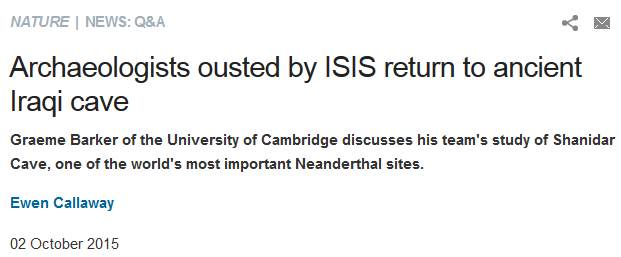 NATURE | NEWS: Q&A
Archaeologists ousted by ISIS return to ancient
Iraqi cave
Graeme Barker of the University of Cambridge discusses his team's study of Shanidar
Cave, one of the world's most important Neanderthal sites.
Ewen Callaway
02 October 2015